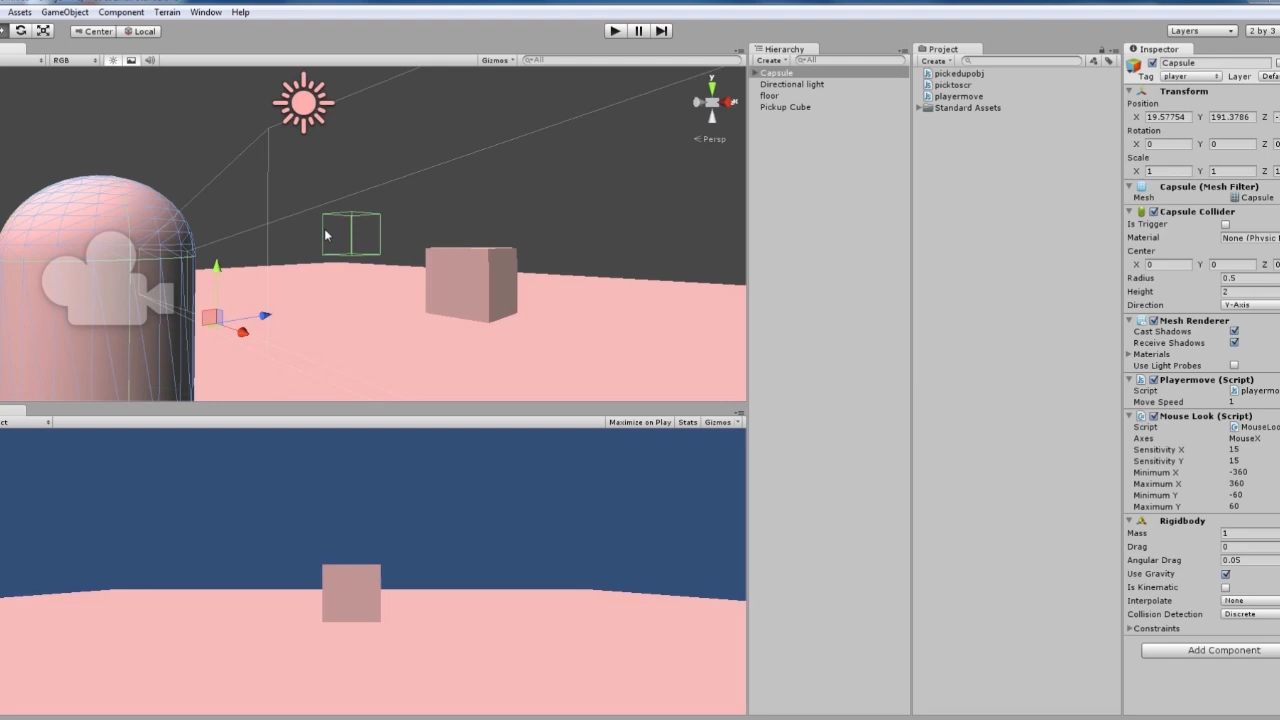 Assets GameObject Component Terrain Window Help
Center Local Layers 2 by 3
Hierarchy Project Inspector
RGB Gizmos All Create All Create Capsule
Tag player Layer Defa
Capsule
Directional light
floor
Pickup Cube
pickedupobj
picktoscr
playermove
Standard Assets
y
x
< Persp
Transform
Position
X 19.57754 Y 191.3786 Z -
Rotation
X 0 Y 0 Z 0
Scale
X 1 Y 1 Z 1
Capsule (Mesh Filter)
Mesh Capsule
Capsule Collider
Is Trigger
Material None (Physic
Center
X 0 Y 0 Z 0
Radius 0.5
Height 2
Direction Y-Axis
Mesh Renderer
Cast Shadows
Receive Shadows
Materials
Use Light Probes
Playermove (Script)
Script playermo
Move Speed 1
Mouse Look (Script)
Script MouseLoo
Axes MouseX
Sensitivity X 15
Sensitivity Y 15
Minimum X -360
Maximum X 360
Minimum Y -60
Maximum Y 60
Rigidbody
Mass 1
Drag 0
Angular Drag 0.05
Use Gravity
Is Kinematic
Interpolate None
Collision Detection Discrete
Constraints
Add Component
ct Maximize on Play Stats Gizmos